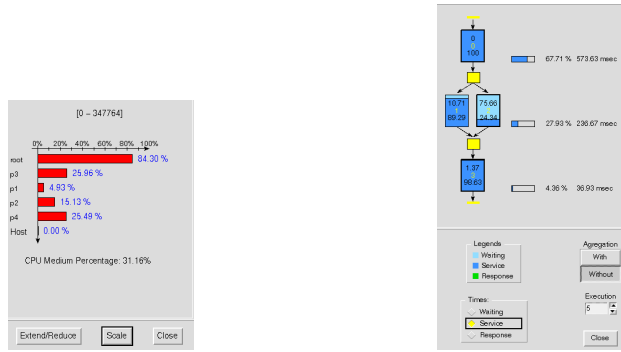 [0 – 347764]
0% 20% 40% 60% 80% 100%
root 84.30 %
p3 25.96 %
p1 4.93 %
p2 15.13 %
p4 25.49 %
Host 0.00 %
CPU Medium Percentage: 31.16%
Extend/Reduce Scale Close
0
0
100
67.71 % 573.63 msec
10.71 75.66
89.29 24.34
27.93 % 236.67 msec
1.37
98.63
4.36 % 36.93 msec
Legends
Waiting
Service
Response
Agregation
With
Without
Times:
Waiting
Service
Response
Execution
5
Close